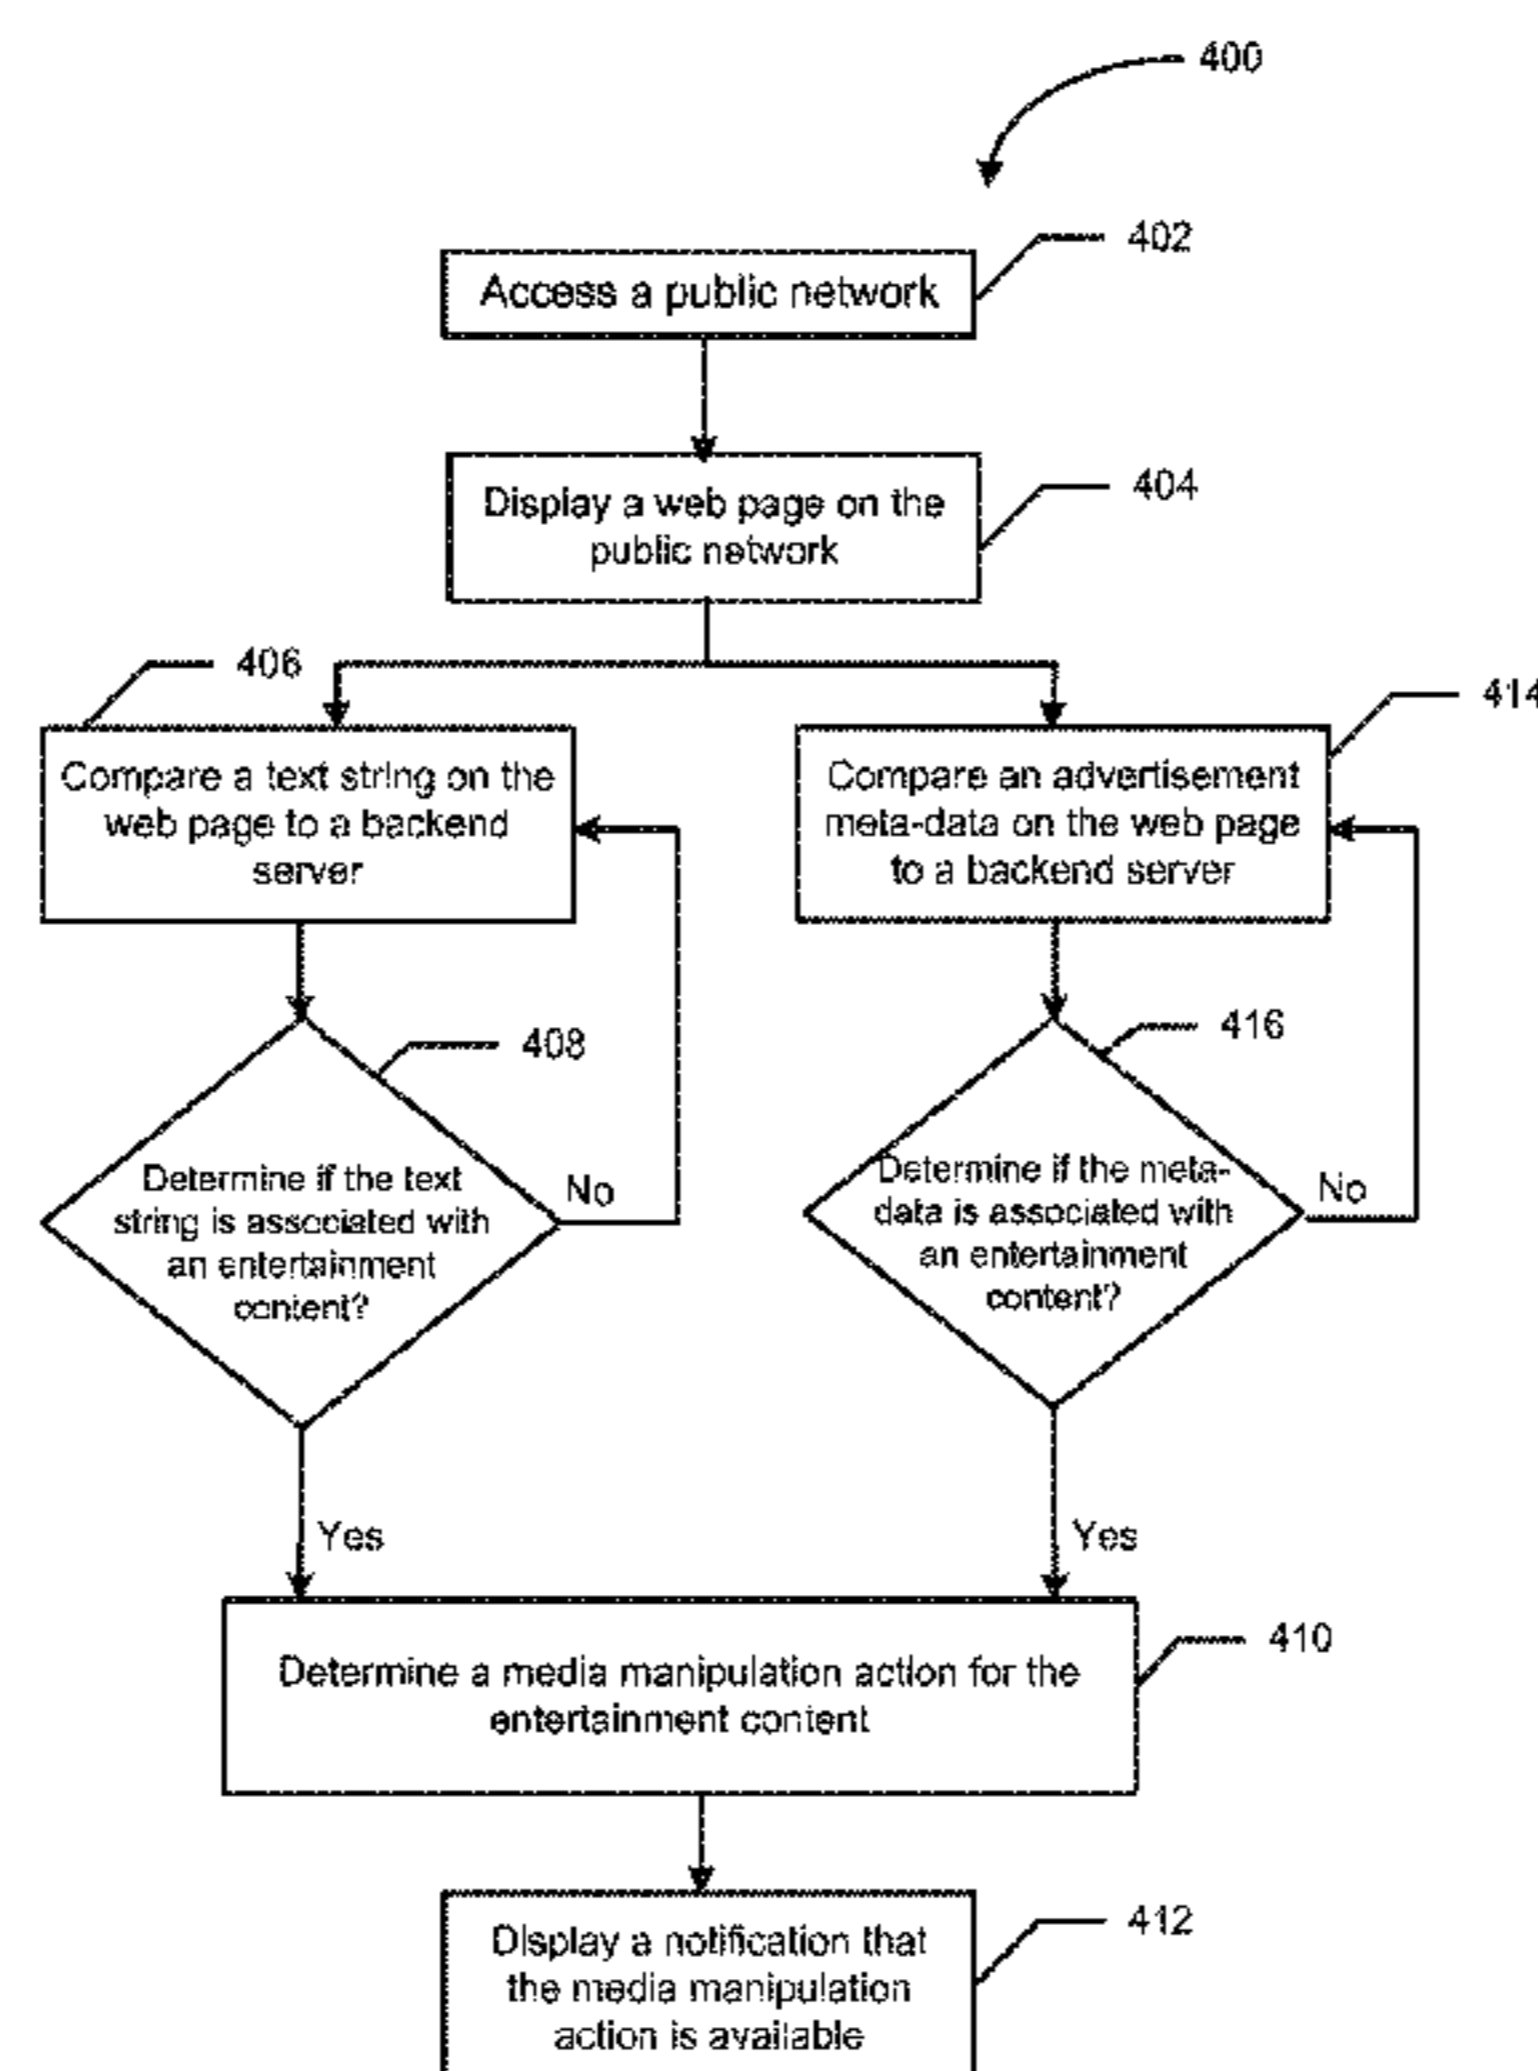 400
402
Access a public network
404
Display a web page on the
public network
406
Compare a text string on the
web page to a backend
server
414
Compare an advertisement
meta-data on the web page
to a backend server
408
Determine if the text
string is associated with
an entertainment
content?
No
416
Determine if the meta-
data is associated with
an entertainment
content?
No
Yes
Yes
410
Determine a media manipulation action for the
entertainment content
412
Display a notification that
the media manipulation
action is available